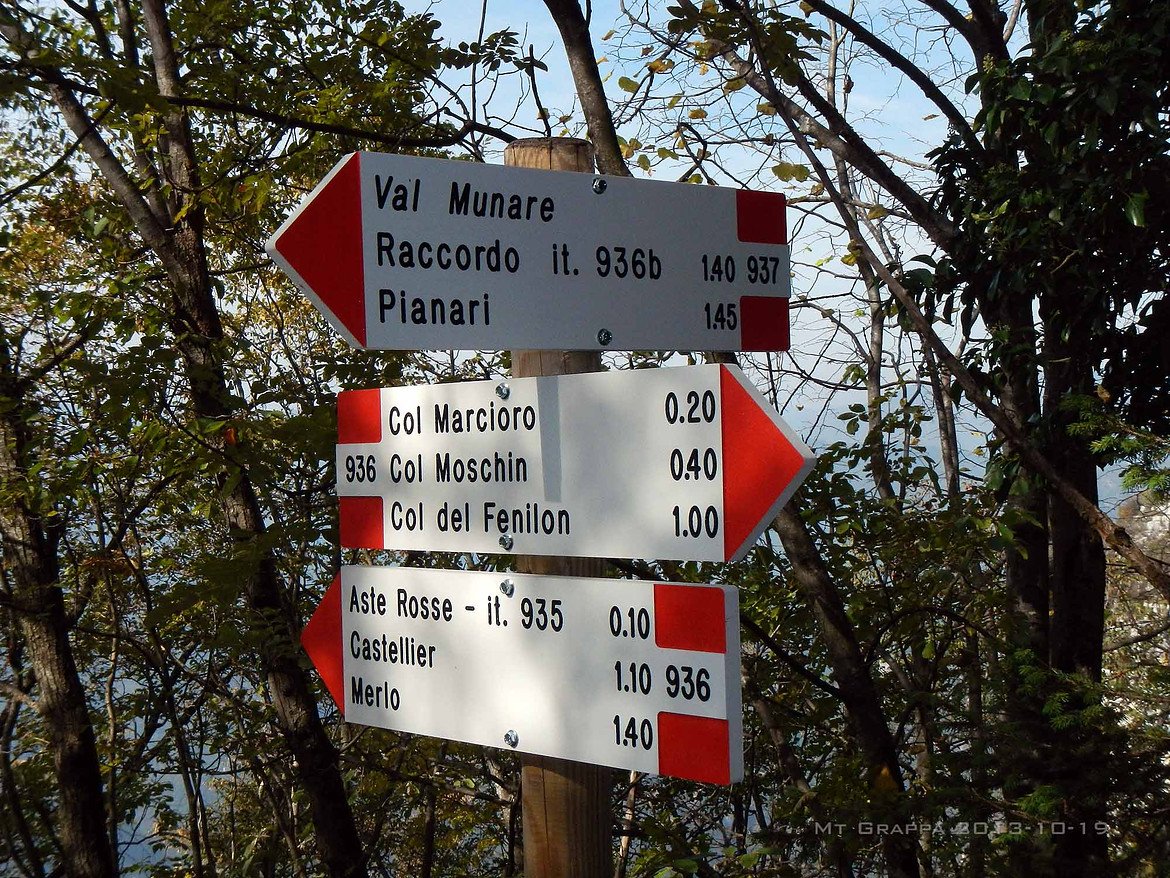 Val Munare
Raccordo it. 936b 1.40 937
Pianari 1.45
Col Marcioro 0.20
936 Col Moschin 0.40
Col del Fenilon 1.00
Aste Rosse - it. 935 0.10
Castellier 1.10 936
Merlo 1.40
Mt Grappa 2013-10-19